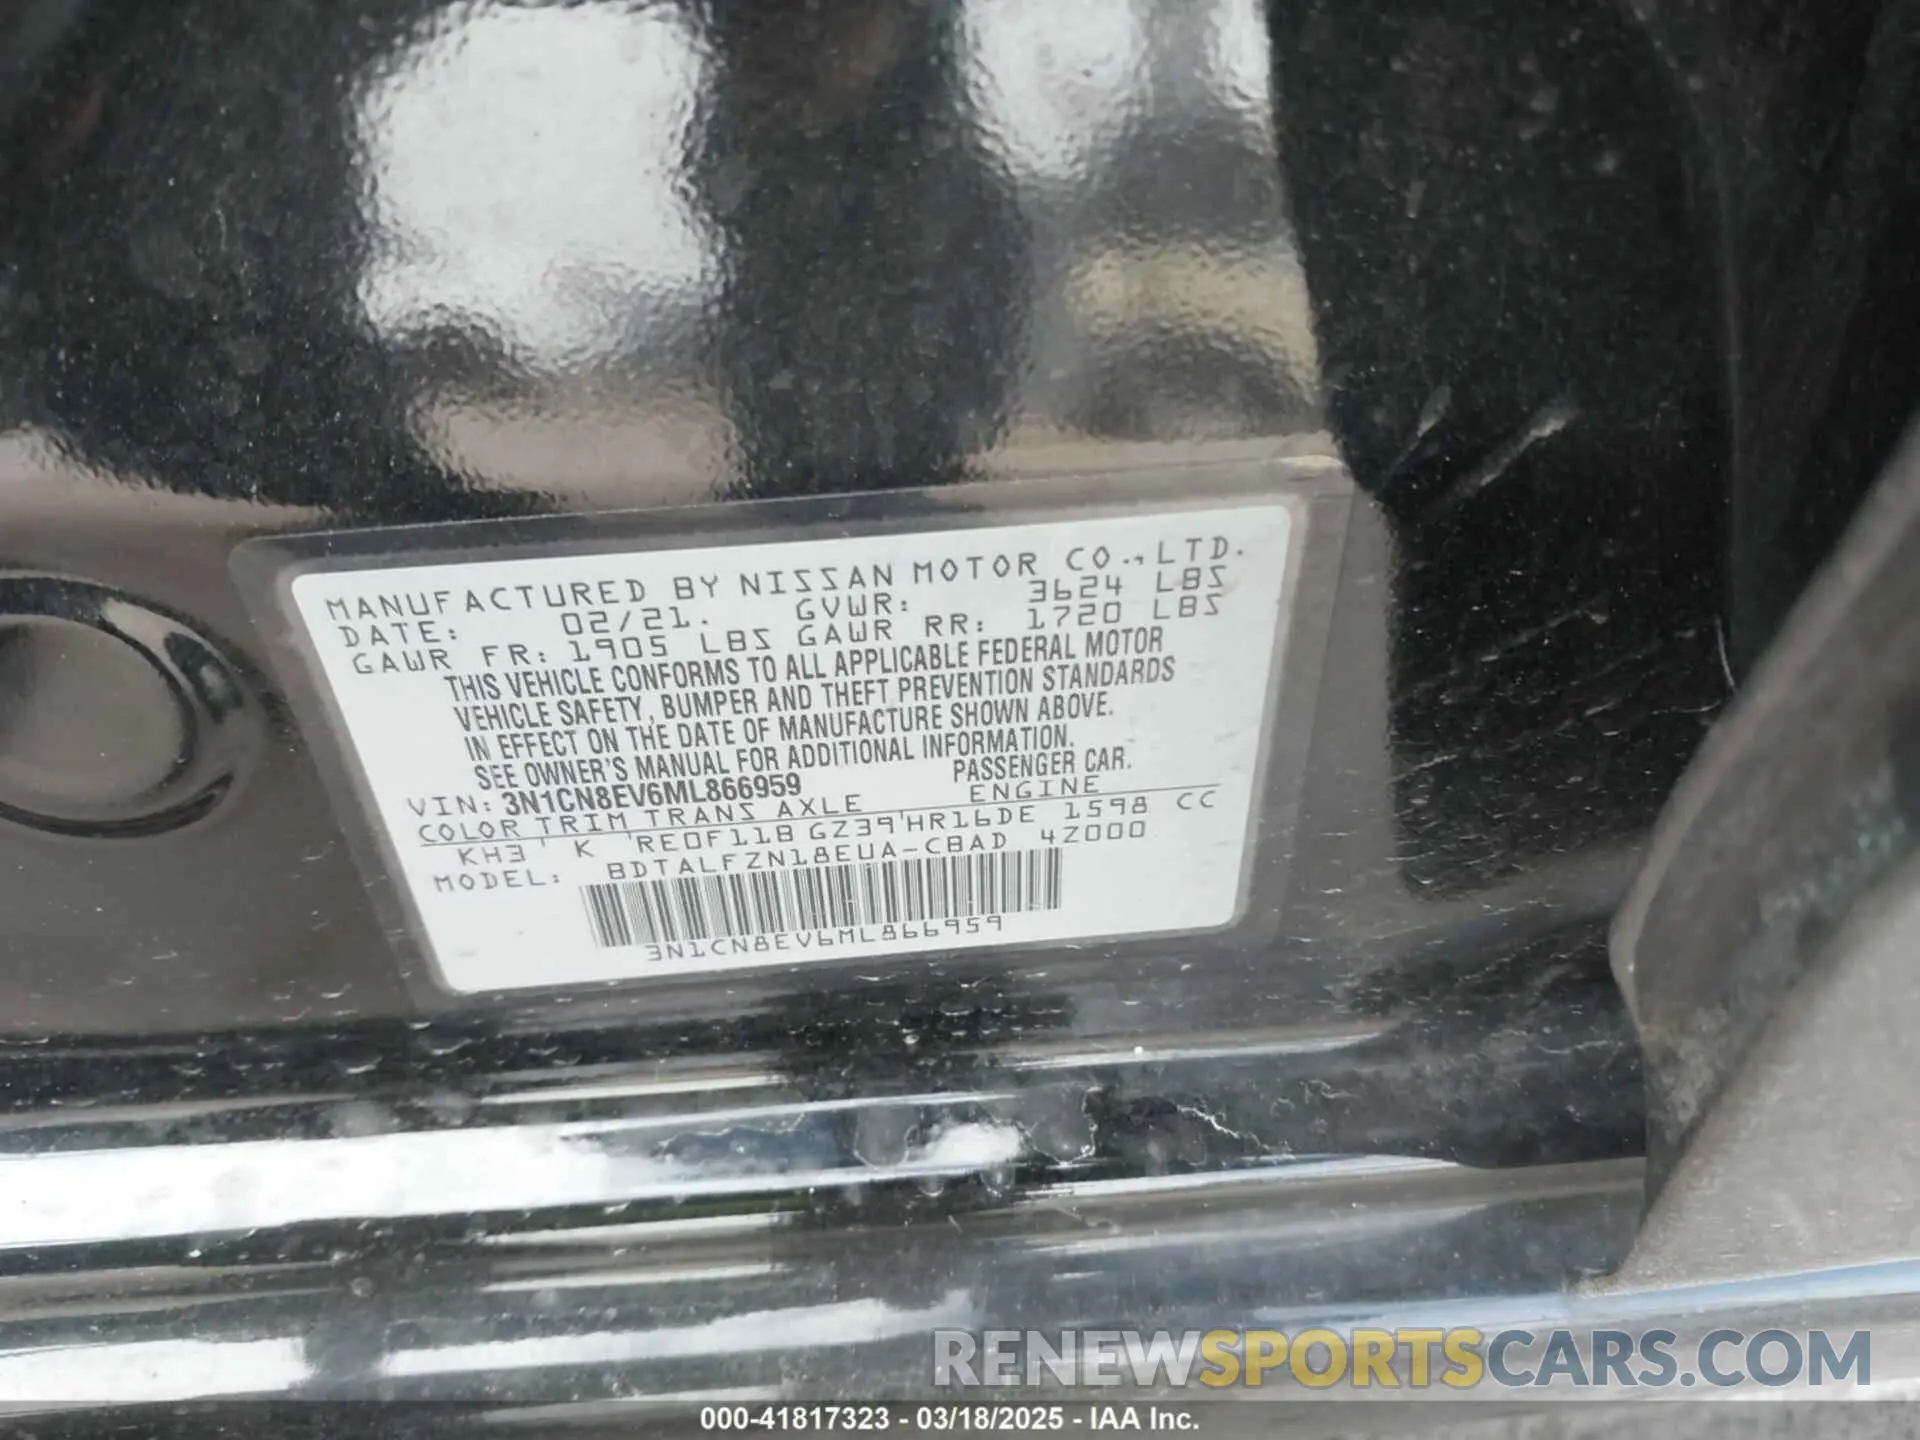 MANUFACTURED BY NISSAN MOTOR CO., LTD.
DATE: 02/21. GVWR: 3624 LBS
GAWR FR: 1905 LBS GAWR RR: 1720 LBS
THIS VEHICLE CONFORMS TO ALL APPLICABLE FEDERAL MOTOR
VEHICLE SAFETY, BUMPER AND THEFT PREVENTION STANDARDS
IN EFFECT ON THE DATE OF MANUFACTURE SHOWN ABOVE.
SEE OWNER'S MANUAL FOR ADDITIONAL INFORMATION.
VIN: 3N1CN8EV6ML866959 PASSENGER CAR.
COLOR TRIM TRANS AXLE ENGINE
KH3 K RE0F11B GZ39 HR16DE 1598 CC
MODEL: BDTALFZN18EUA-CBAD 4Z000
3N1CN8EV6ML866959
RENEWSPORTSCARS.COM
000-41817323 - 03/18/2025 - IAA Inc.